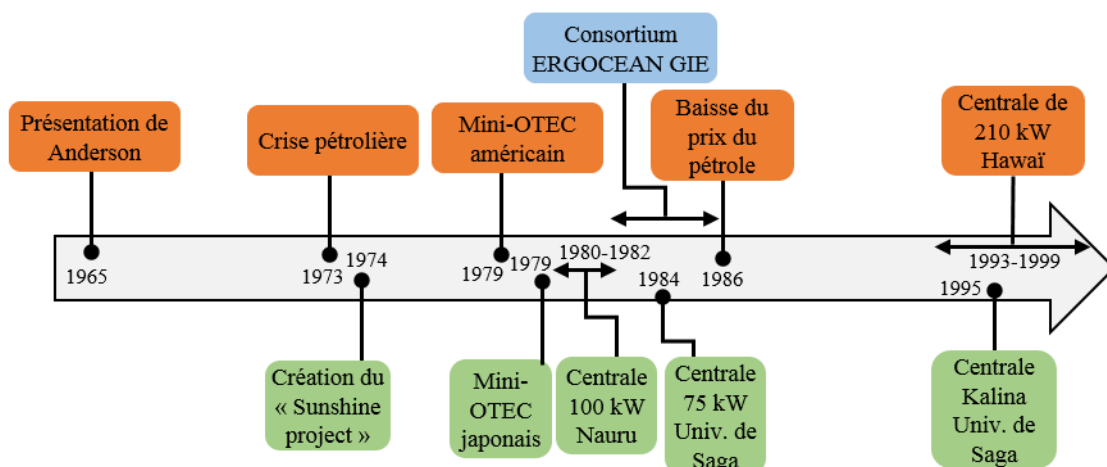 Consortium
ERGOCEAN GIE
Présentation de
Anderson
Crise pétrolière
Mini-OTEC
américain
Baisse du
prix du
pétrole
Centrale de
210 kW
Hawaï
1965
1973
1974
1979
1979
1980-1982
1984
1986
1993-1999
1995
Création du
« Sunshine
project »
Mini-
OTEC
japonais
Centrale
100 kW
Nauru
Centrale
75 kW
Univ. de
Saga
Centrale
Kalina
Univ. de
Saga